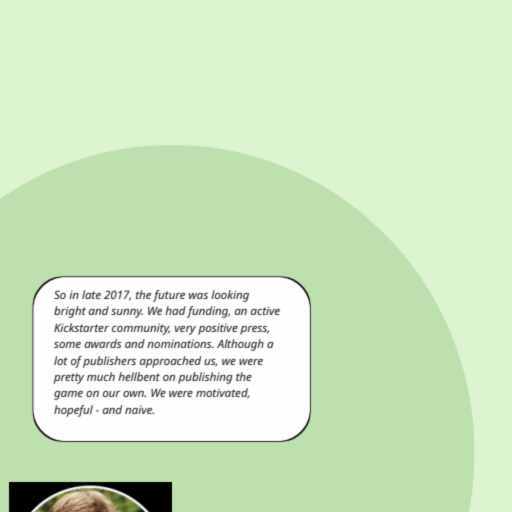 So in late 2017, the future was looking
bright and sunny. We had funding, an active
Kickstarter community, very positive press,
some awards and nominations. Although a
lot of publishers approached us, we were
pretty much hellbent on publishing the
game on our own. We were motivated,
hopeful - and naive.